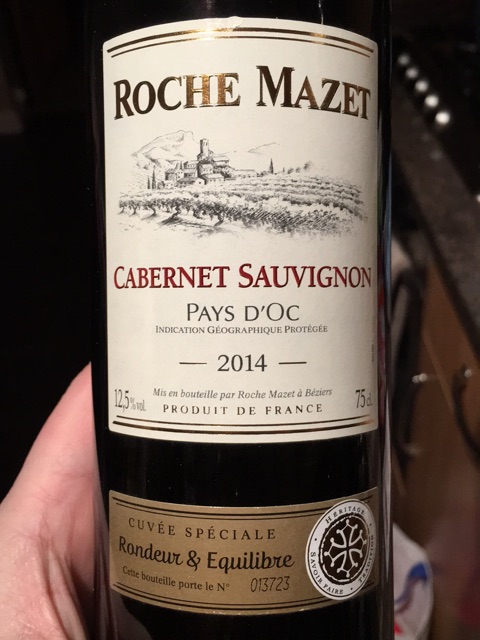 ROCHE MAZET
CABERNET SAUVIGNON
PAYS D'OC
INDICATION GÉOGRAPHIQUE PROTÉGÉE
— 2014 —
12,5% vol. Mis en bouteille par Roche Mazet à Béziers 75 cl
PRODUIT DE FRANCE
CUVÉE SPÉCIALE
Rondeur & Equilibre
Cette bouteille porte le N° 013723
HÉRITAGE
SAVOIR FAIRE